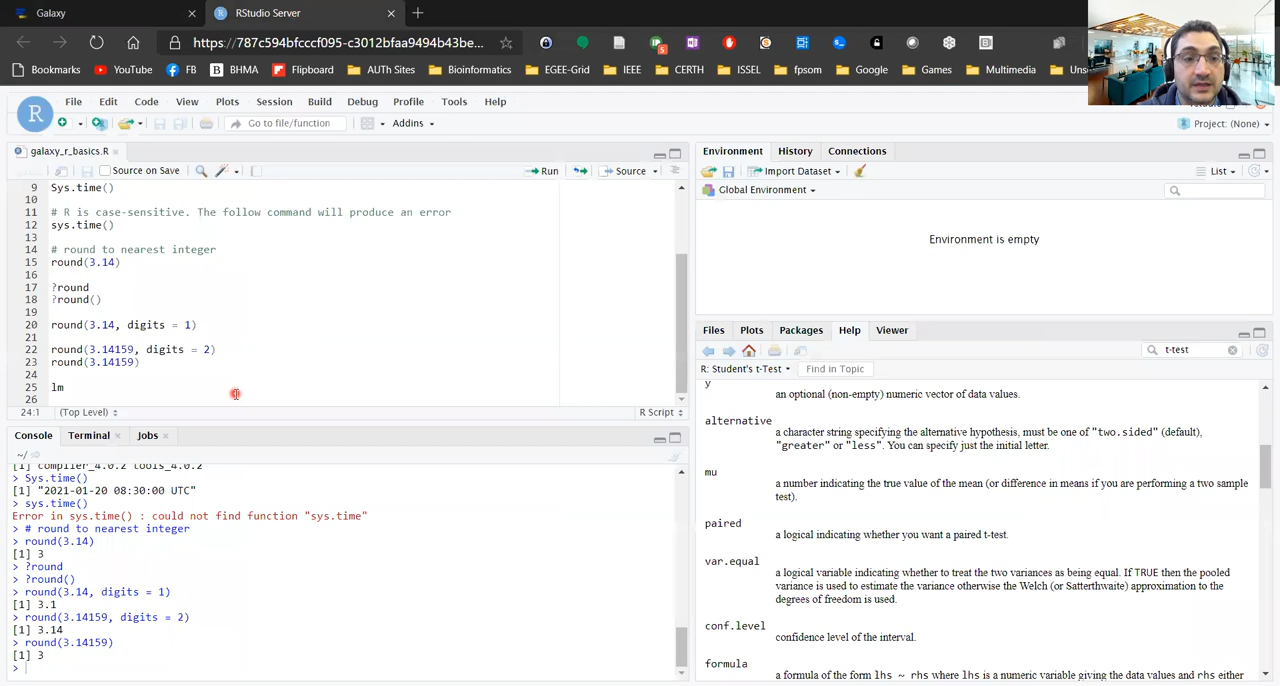 Galaxy
RStudio Server
https://787c594bfcccf095-c3012bfaa9494b43be...
Bookmarks YouTube FB BHMA Flipboard AUTh Sites Bioinformatics EGEE-Grid IEEE CERTH ISSEL fpsom Google Games Multimedia
File Edit Code View Plots Session Build Debug Profile Tools Help
Go to file/function Addins
Project: (None)
galaxy_r_basics.R
Source on Save Run Source
9 Sys.time()
10
11 # R is case-sensitive. The follow command will produce an error
12 sys.time()
13
14 # round to nearest integer
15 round(3.14)
16
17 ?round
18 ?round()
19
20 round(3.14, digits = 1)
21
22 round(3.14159, digits = 2)
23 round(3.14159)
24
25 lm
26
24:1 (Top Level) R Script
Console Terminal Jobs
~/
[1] compiler_4.0.2 tools_4.0.2
> Sys.time()
[1] "2021-01-20 08:30:00 UTC"
> sys.time()
Error in sys.time() : could not find function "sys.time"
> # round to nearest integer
> round(3.14)
[1] 3
> ?round
> ?round()
> round(3.14, digits = 1)
[1] 3.1
> round(3.14159, digits = 2)
[1] 3.14
> round(3.14159)
[1] 3
>
Environment History Connections
Import Dataset List
Global Environment
Environment is empty
Files Plots Packages Help Viewer
t-test
R: Student's t-Test Find in Topic
y
an optional (non-empty) numeric vector of data values.
alternative
a character string specifying the alternative hypothesis, must be one of "two.sided" (default),
"greater" or "less". You can specify just the initial letter.
mu
a number indicating the true value of the mean (or difference in means if you are performing a two sample
test).
paired
a logical indicating whether you want a paired t-test.
var.equal
a logical variable indicating whether to treat the two variances as being equal. If TRUE then the pooled
variance is used to estimate the variance otherwise the Welch (or Satterthwaite) approximation to the
degrees of freedom is used.
conf.level
confidence level of the interval.
formula
a formula of the form lhs ~ rhs where lhs is a numeric variable giving the data values and rhs either